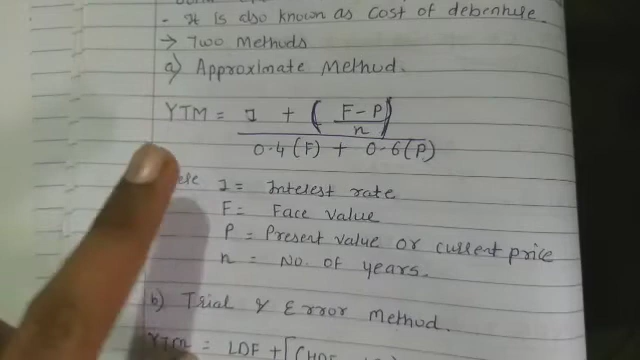 - It is also known as cost of debenture.
→ Two Methods
a) Approximate Method.
YTM = I + (F-P/n)
0.4(F) + 0.6(P)
I = Interest rate
F = Face value
P = Present value or current price
n = No. of years.
b) Trial & Error Method.
YTM = LDF + [